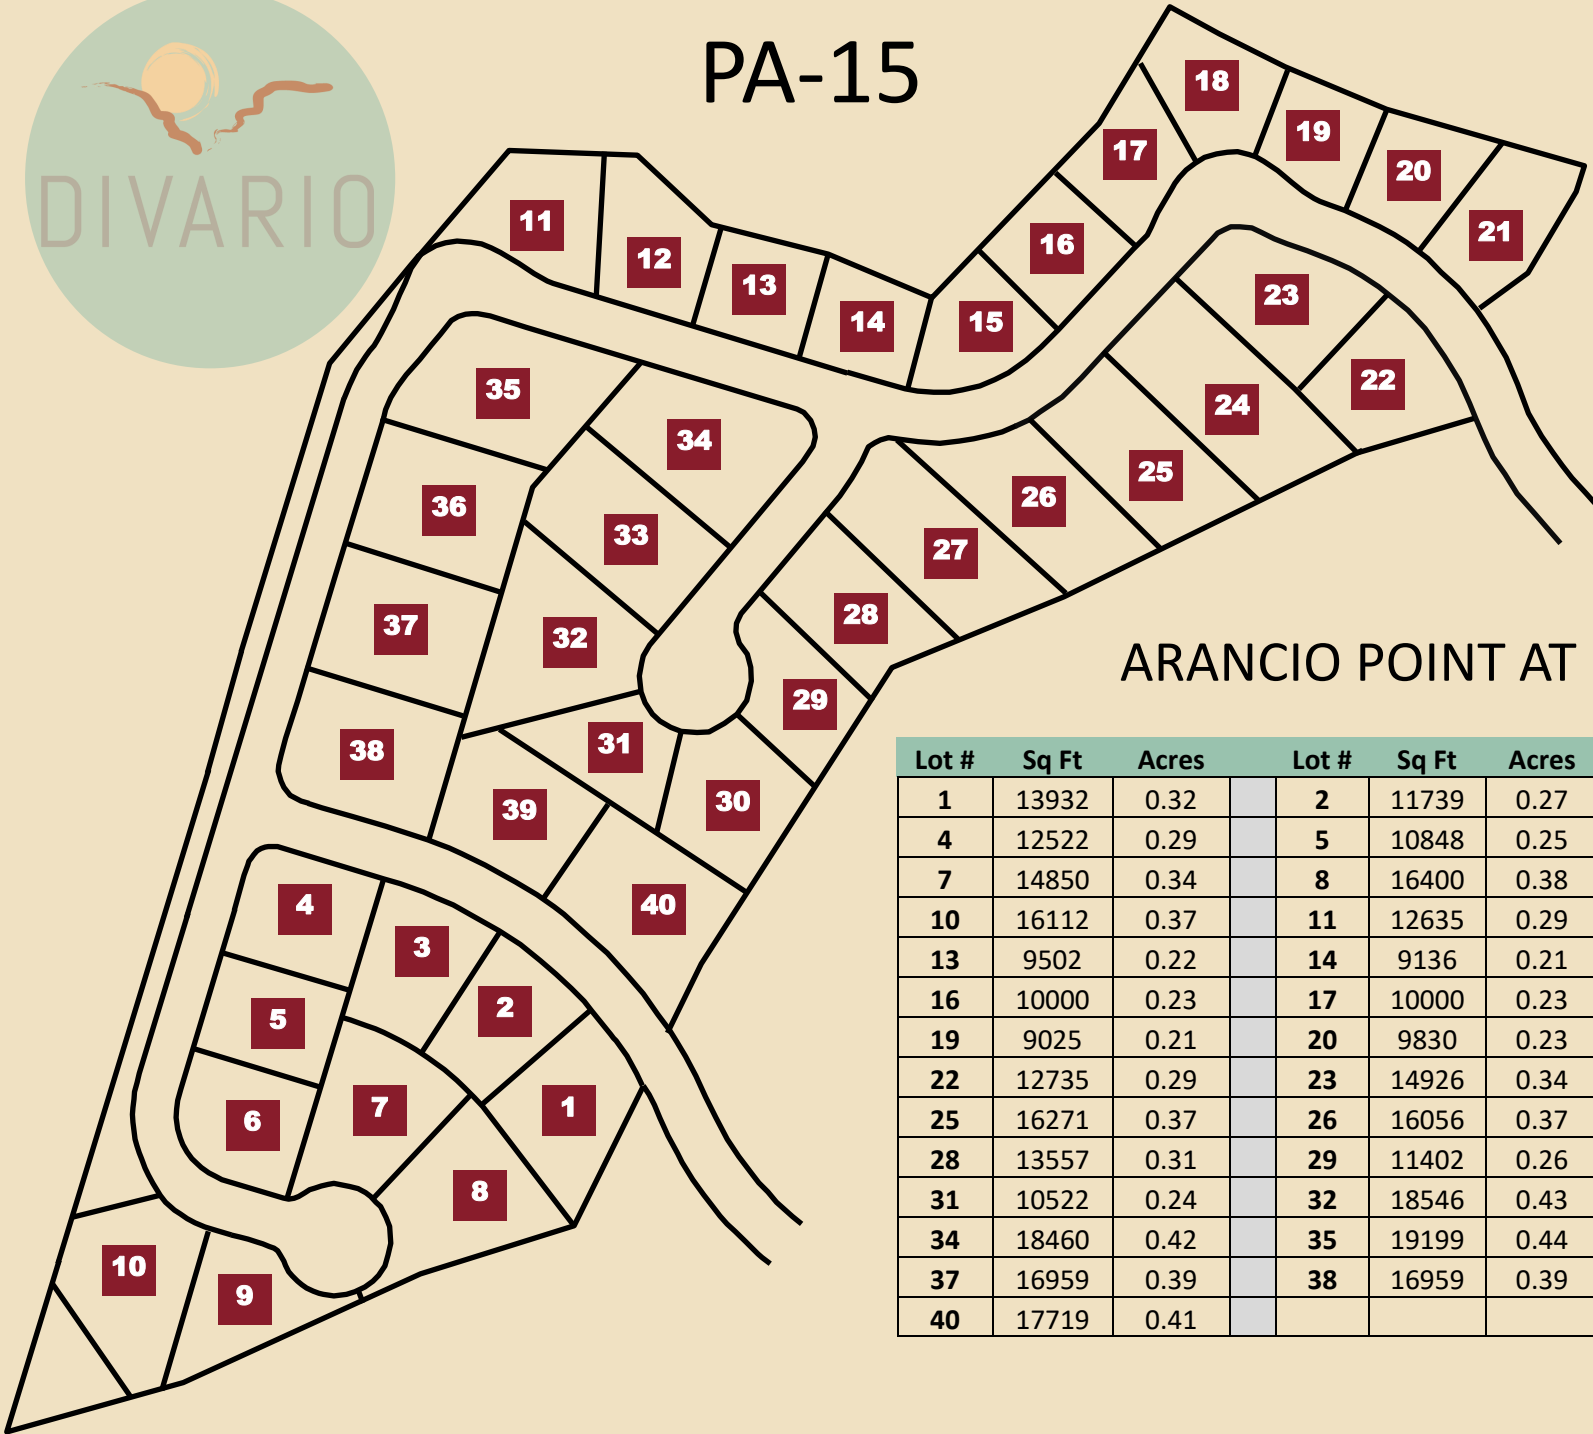 PA-15
DIVARIO
18
19
17
20
11
21
12
16
13
23
14
15
35
22
34
24
36
25
26
33
27
37
28
32
ARANCIO POINT AT
29
31
38
30
39
40
4
3
2
5
7
1
6
8
10
9
Lot # Sq Ft Acres Lot # Sq Ft Acres
1 13932 0.32 2 11739 0.27
4 12522 0.29 5 10848 0.25
7 14850 0.34 8 16400 0.38
10 16112 0.37 11 12635 0.29
13 9502 0.22 14 9136 0.21
16 10000 0.23 17 10000 0.23
19 9025 0.21 20 9830 0.23
22 12735 0.29 23 14926 0.34
25 16271 0.37 26 16056 0.37
28 13557 0.31 29 11402 0.26
31 10522 0.24 32 18546 0.43
34 18460 0.42 35 19199 0.44
37 16959 0.39 38 16959 0.39
40 17719 0.41